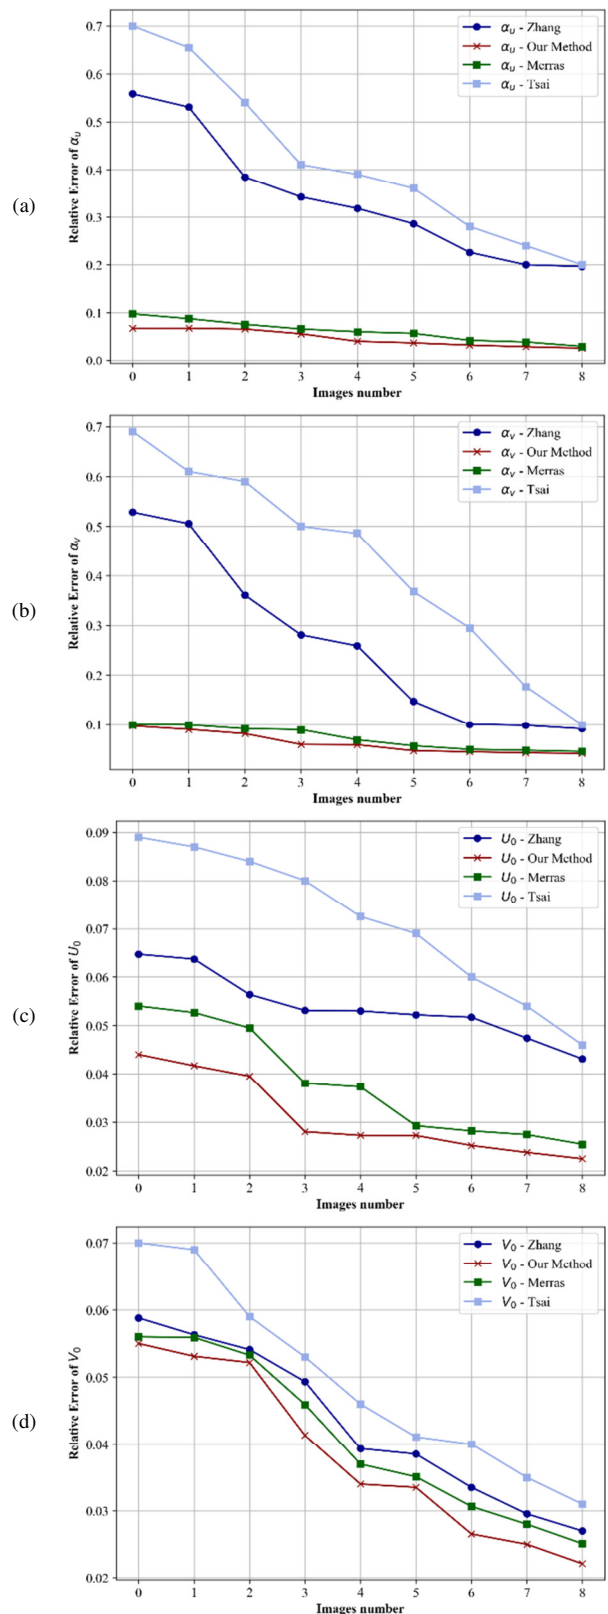 (a)
Relative Error of αᵤ
0.7
0.6
0.5
0.4
0.3
0.2
0.1
0.0
αᵤ - Zhang
αᵤ - Our Method
αᵤ - Merras
αᵤ - Tsai
0 1 2 3 4 5 6 7 8
Images number
(b)
Relative Error of αᵥ
0.7
0.6
0.5
0.4
0.3
0.2
0.1
αᵥ - Zhang
αᵥ - Our Method
αᵥ - Merras
αᵥ - Tsai
0 1 2 3 4 5 6 7 8
Images number
(c)
Relative Error of U₀
0.09
0.08
0.07
0.06
0.05
0.04
0.03
0.02
U₀ - Zhang
U₀ - Our Method
U₀ - Merras
U₀ - Tsai
0 1 2 3 4 5 6 7 8
Images number
(d)
Relative Error of V₀
0.07
0.06
0.05
0.04
0.03
0.02
V₀ - Zhang
V₀ - Our Method
V₀ - Merras
V₀ - Tsai
0 1 2 3 4 5 6 7 8
Images number